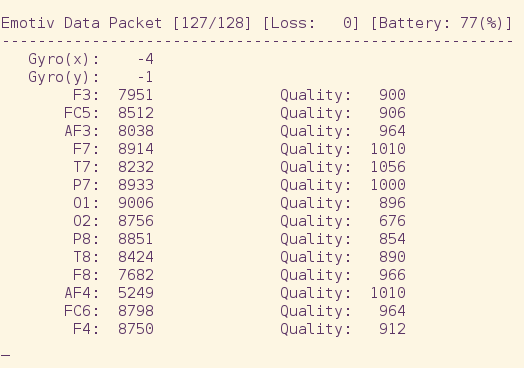 Emotiv Data Packet [127/128] [Loss:   0] [Battery: 77(%)]
---------------------------------------------------------
   Gyro(x):    -4
   Gyro(y):    -1
        F3:  7951              Quality:   900
       FC5:  8512              Quality:   906
       AF3:  8038              Quality:   964
        F7:  8914              Quality:  1010
        T7:  8232              Quality:  1056
        P7:  8933              Quality:  1000
        O1:  9006              Quality:   896
        O2:  8756              Quality:   676
        P8:  8851              Quality:   854
        T8:  8424              Quality:   890
        F8:  7682              Quality:   966
       AF4:  5249              Quality:  1010
       FC6:  8798              Quality:   964
        F4:  8750              Quality:   912
_